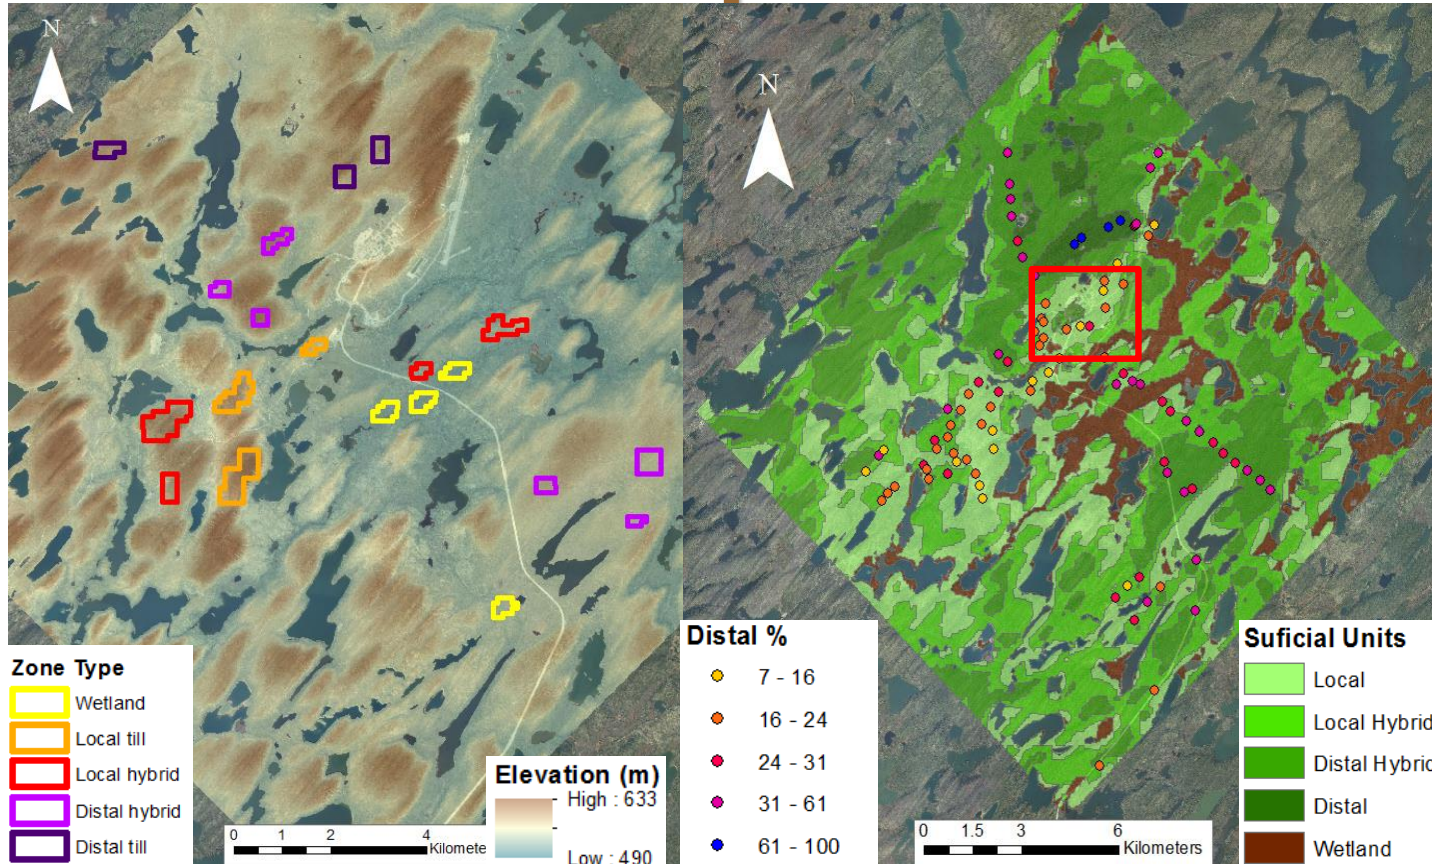 N
Zone Type
Wetland
Local till
Local hybrid
Distal hybrid
Distal till
0 1 2 4
Kilomete
Elevation (m)
High : 633
Low : 490
N
Distal %
7 - 16
16 - 24
24 - 31
31 - 61
61 - 100
0 1.5 3 6
Kilometers
Suficial Units
Local
Local Hybrid
Distal Hybrid
Distal
Wetland